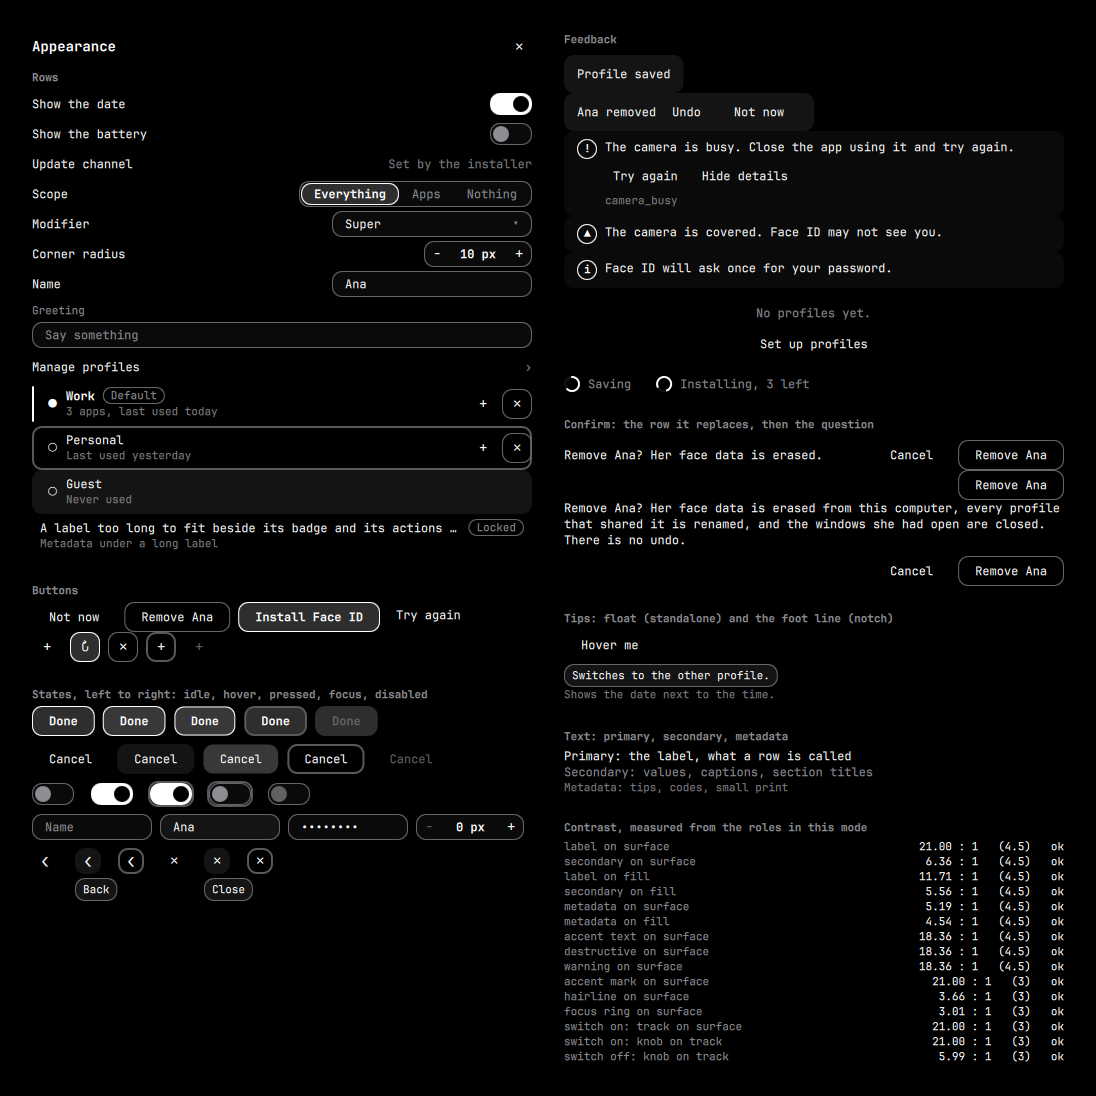 Appearance ×
Rows
Show the date
Show the battery
Update channel Set by the installer
Scope Everything Apps Nothing
Modifier Super
Corner radius - 10 px +
Name Ana
Greeting
Say something
Manage profiles ›
Work Default
3 apps, last used today + ×
Personal
Last used yesterday + ×
Guest
Never used
A label too long to fit beside its badge and its actions … Locked
Metadata under a long label
Buttons
Not now Remove Ana Install Face ID Try again
+ ↻ × + +
States, left to right: idle, hover, pressed, focus, disabled
Done Done Done Done Done
Cancel Cancel Cancel Cancel Cancel
Name Ana •••••••• - 0 px +
‹ ‹ ‹ × × ×
Back Close
Feedback
Profile saved
Ana removed Undo Not now
! The camera is busy. Close the app using it and try again.
Try again Hide details
camera_busy
▲ The camera is covered. Face ID may not see you.
i Face ID will ask once for your password.
No profiles yet.
Set up profiles
Saving Installing, 3 left
Confirm: the row it replaces, then the question
Remove Ana? Her face data is erased. Cancel Remove Ana
Remove Ana
Remove Ana? Her face data is erased from this computer, every profile
that shared it is renamed, and the windows she had open are closed.
There is no undo.
Cancel Remove Ana
Tips: float (standalone) and the foot line (notch)
Hover me
Switches to the other profile.
Shows the date next to the time.
Text: primary, secondary, metadata
Primary: the label, what a row is called
Secondary: values, captions, section titles
Metadata: tips, codes, small print
Contrast, measured from the roles in this mode
label on surface 21.00 : 1 (4.5) ok
secondary on surface 6.36 : 1 (4.5) ok
label on fill 11.71 : 1 (4.5) ok
secondary on fill 5.56 : 1 (4.5) ok
metadata on surface 5.19 : 1 (4.5) ok
metadata on fill 4.54 : 1 (4.5) ok
accent text on surface 18.36 : 1 (4.5) ok
destructive on surface 18.36 : 1 (4.5) ok
warning on surface 18.36 : 1 (4.5) ok
accent mark on surface 21.00 : 1 (3) ok
hairline on surface 3.66 : 1 (3) ok
focus ring on surface 3.01 : 1 (3) ok
switch on: track on surface 21.00 : 1 (3) ok
switch on: knob on track 21.00 : 1 (3) ok
switch off: knob on track 5.99 : 1 (3) ok